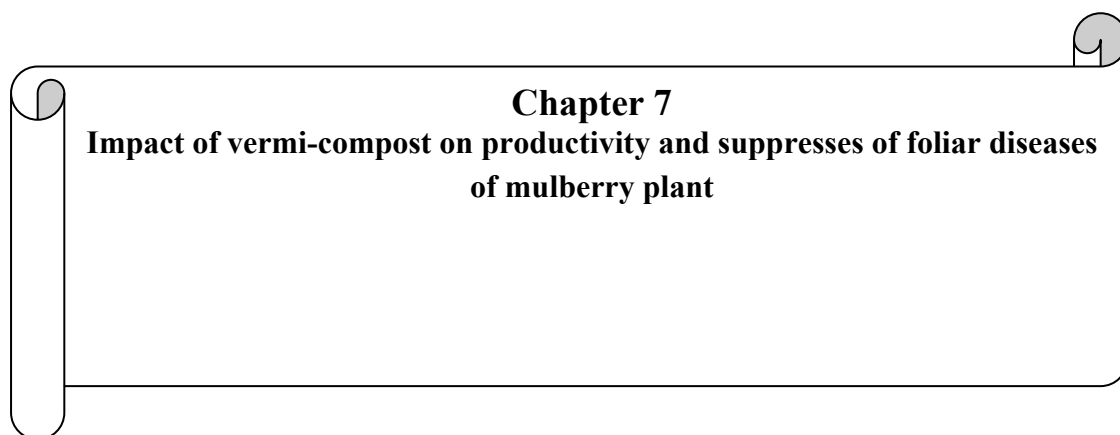 Chapter 7
Impact of vermi-compost on productivity and suppresses of foliar diseases
of mulberry plant